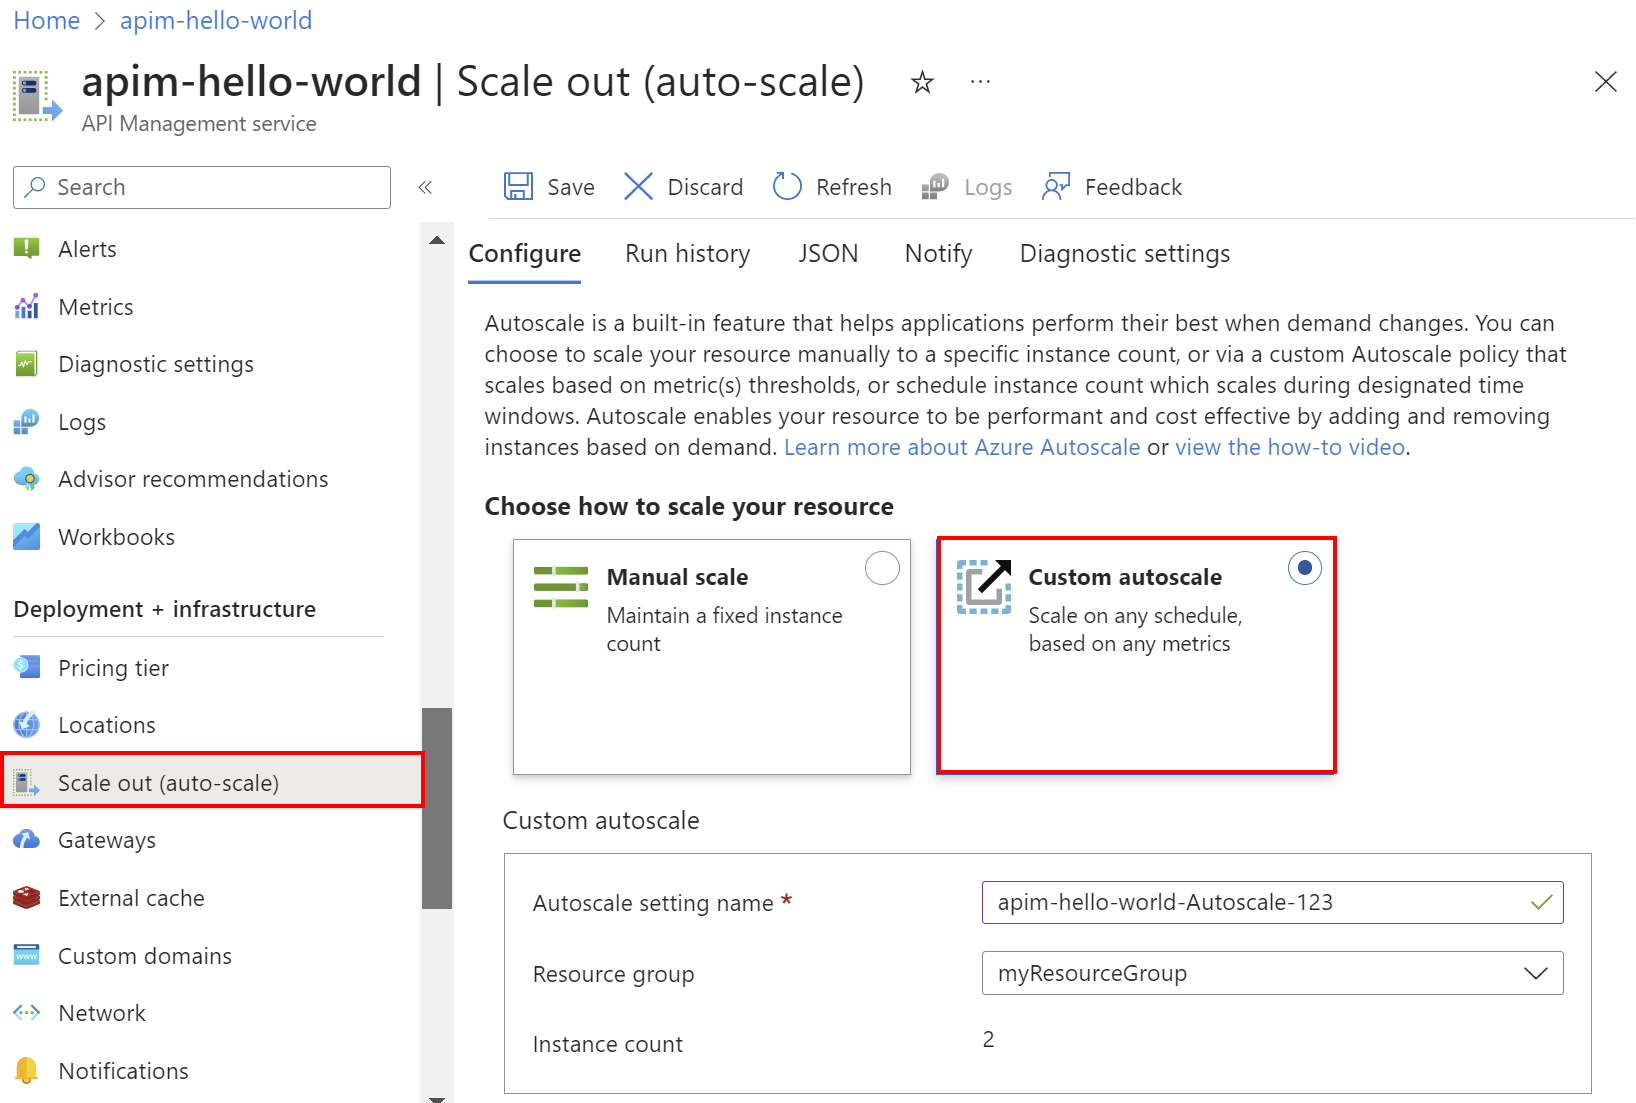 Home > apim-hello-world
apim-hello-world | Scale out (auto-scale)
API Management service
Search
Alerts
Metrics
Diagnostic settings
Logs
Advisor recommendations
Workbooks
Deployment + infrastructure
Pricing tier
Locations
Scale out (auto-scale)
Gateways
External cache
Custom domains
Network
Notifications
Save Discard Refresh Logs Feedback
Configure Run history JSON Notify Diagnostic settings
Autoscale is a built-in feature that helps applications perform their best when demand changes. You can
choose to scale your resource manually to a specific instance count, or via a custom Autoscale policy that
scales based on metric(s) thresholds, or schedule instance count which scales during designated time
windows. Autoscale enables your resource to be performant and cost effective by adding and removing
instances based on demand. Learn more about Azure Autoscale or view the how-to video.
Choose how to scale your resource
Manual scale
Maintain a fixed instance
count
Custom autoscale
Scale on any schedule,
based on any metrics
Custom autoscale
Autoscale setting name * apim-hello-world-Autoscale-123
Resource group myResourceGroup
Instance count 2